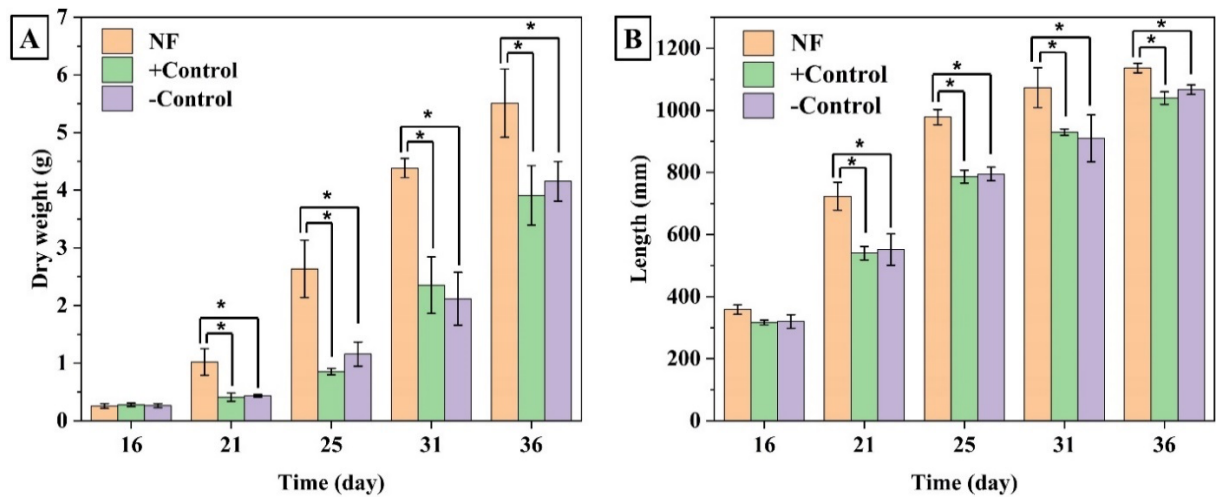 A
NF
+Control
-Control
Dry weight (g)
7
6
5
4
3
2
1
0
* *
* *
* *
* *
16 21 25 31 36
Time (day)
B
NF
+Control
-Control
Length (mm)
1200
1000
800
600
400
200
0
* *
* *
* *
* *
16 21 25 31 36
Time (day)